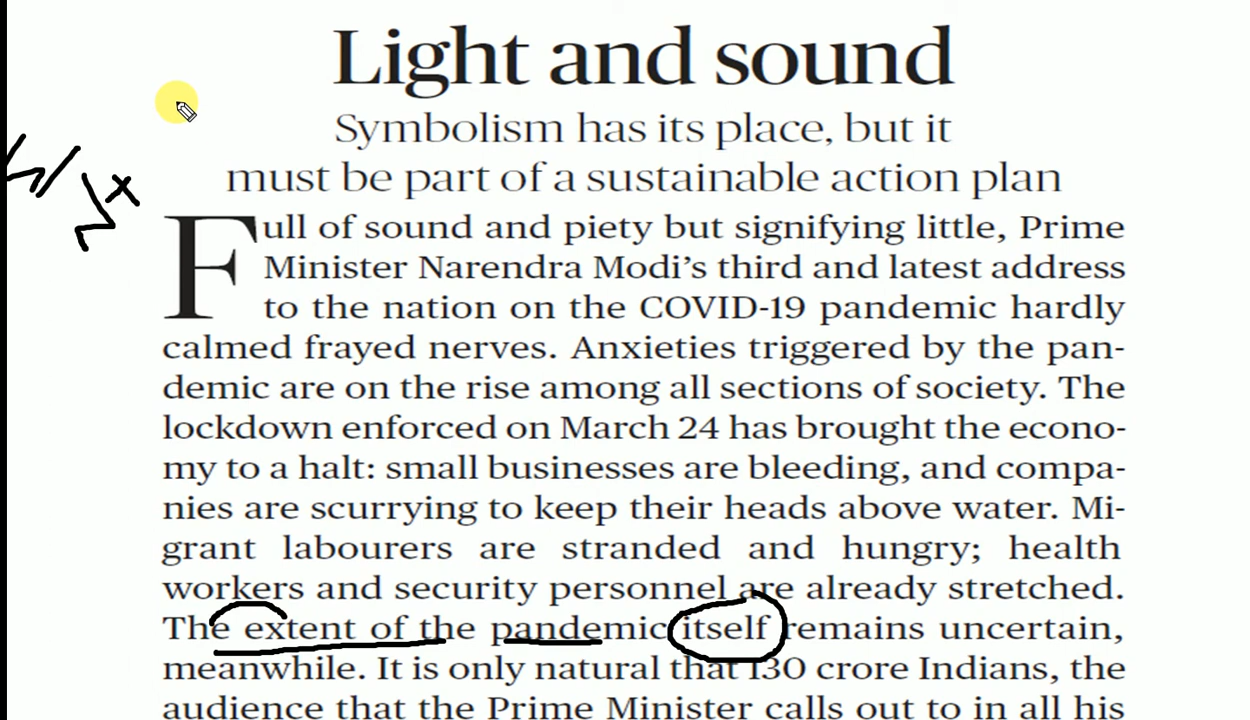 Light and sound
Symbolism has its place, but it
must be part of a sustainable action plan
Full of sound and piety but signifying little, Prime
Minister Narendra Modi’s third and latest address
to the nation on the COVID-19 pandemic hardly
calmed frayed nerves. Anxieties triggered by the pan-
demic are on the rise among all sections of society. The
lockdown enforced on March 24 has brought the econo-
my to a halt: small businesses are bleeding, and compa-
nies are scurrying to keep their heads above water. Mi-
grant labourers are stranded and hungry; health
workers and security personnel are already stretched.
The extent of the pandemic itself remains uncertain,
meanwhile. It is only natural that 130 crore Indians, the
audience that the Prime Minister calls out to in all his